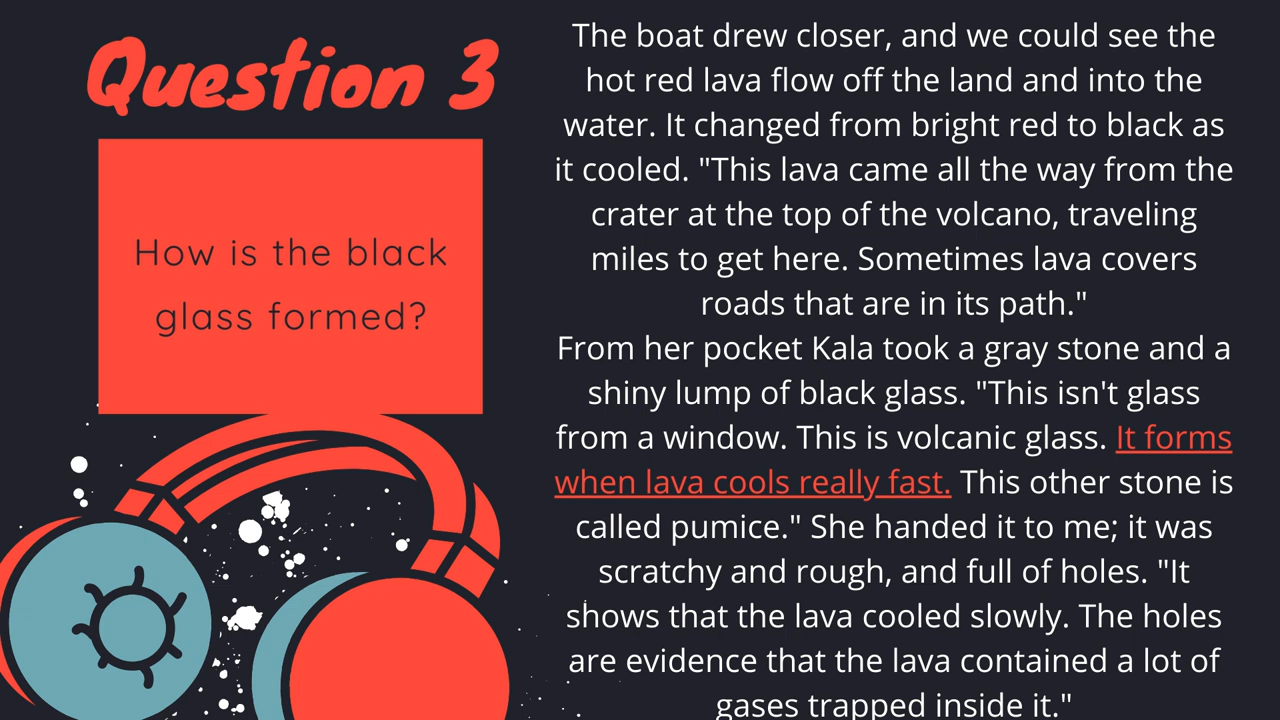 Question 3
How is the black
glass formed?
The boat drew closer, and we could see the
hot red lava flow off the land and into the
water. It changed from bright red to black as
it cooled. "This lava came all the way from the
crater at the top of the volcano, traveling
miles to get here. Sometimes lava covers
roads that are in its path."
From her pocket Kala took a gray stone and a
shiny lump of black glass. "This isn't glass
from a window. This is volcanic glass. It forms
when lava cools really fast. This other stone is
called pumice." She handed it to me; it was
scratchy and rough, and full of holes. "It
shows that the lava cooled slowly. The holes
are evidence that the lava contained a lot of
gases trapped inside it."